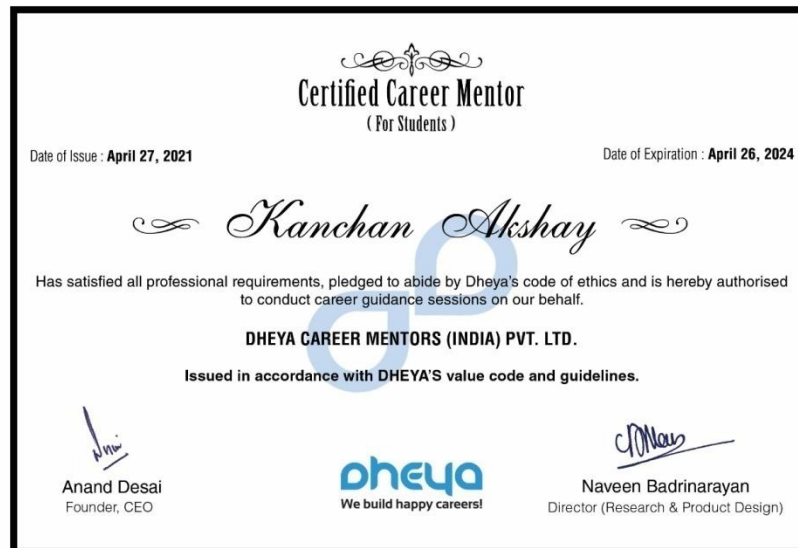 Certified Career Mentor
( For Students )
Date of Issue : April 27, 2021
Date of Expiration : April 26, 2024
Kanchan Akshay
Has satisfied all professional requirements, pledged to abide by Dheya's code of ethics and is hereby authorised
to conduct career guidance sessions on our behalf.
DHEYA CAREER MENTORS (INDIA) PVT. LTD.
Issued in accordance with DHEYA'S value code and guidelines.
Anand Desai
Founder, CEO
Dheya
We build happy careers!
Naveen Badrinarayan
Director (Research & Product Design)